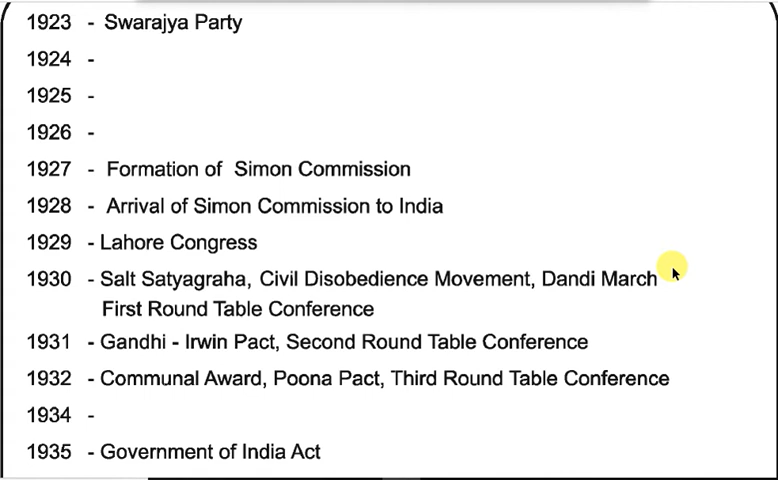 1923 - Swarajya Party
1924 -
1925 -
1926 -
1927 - Formation of Simon Commission
1928 - Arrival of Simon Commission to India
1929 - Lahore Congress
1930 - Salt Satyagraha, Civil Disobedience Movement, Dandi March
First Round Table Conference
1931 - Gandhi - Irwin Pact, Second Round Table Conference
1932 - Communal Award, Poona Pact, Third Round Table Conference
1934 -
1935 - Government of India Act